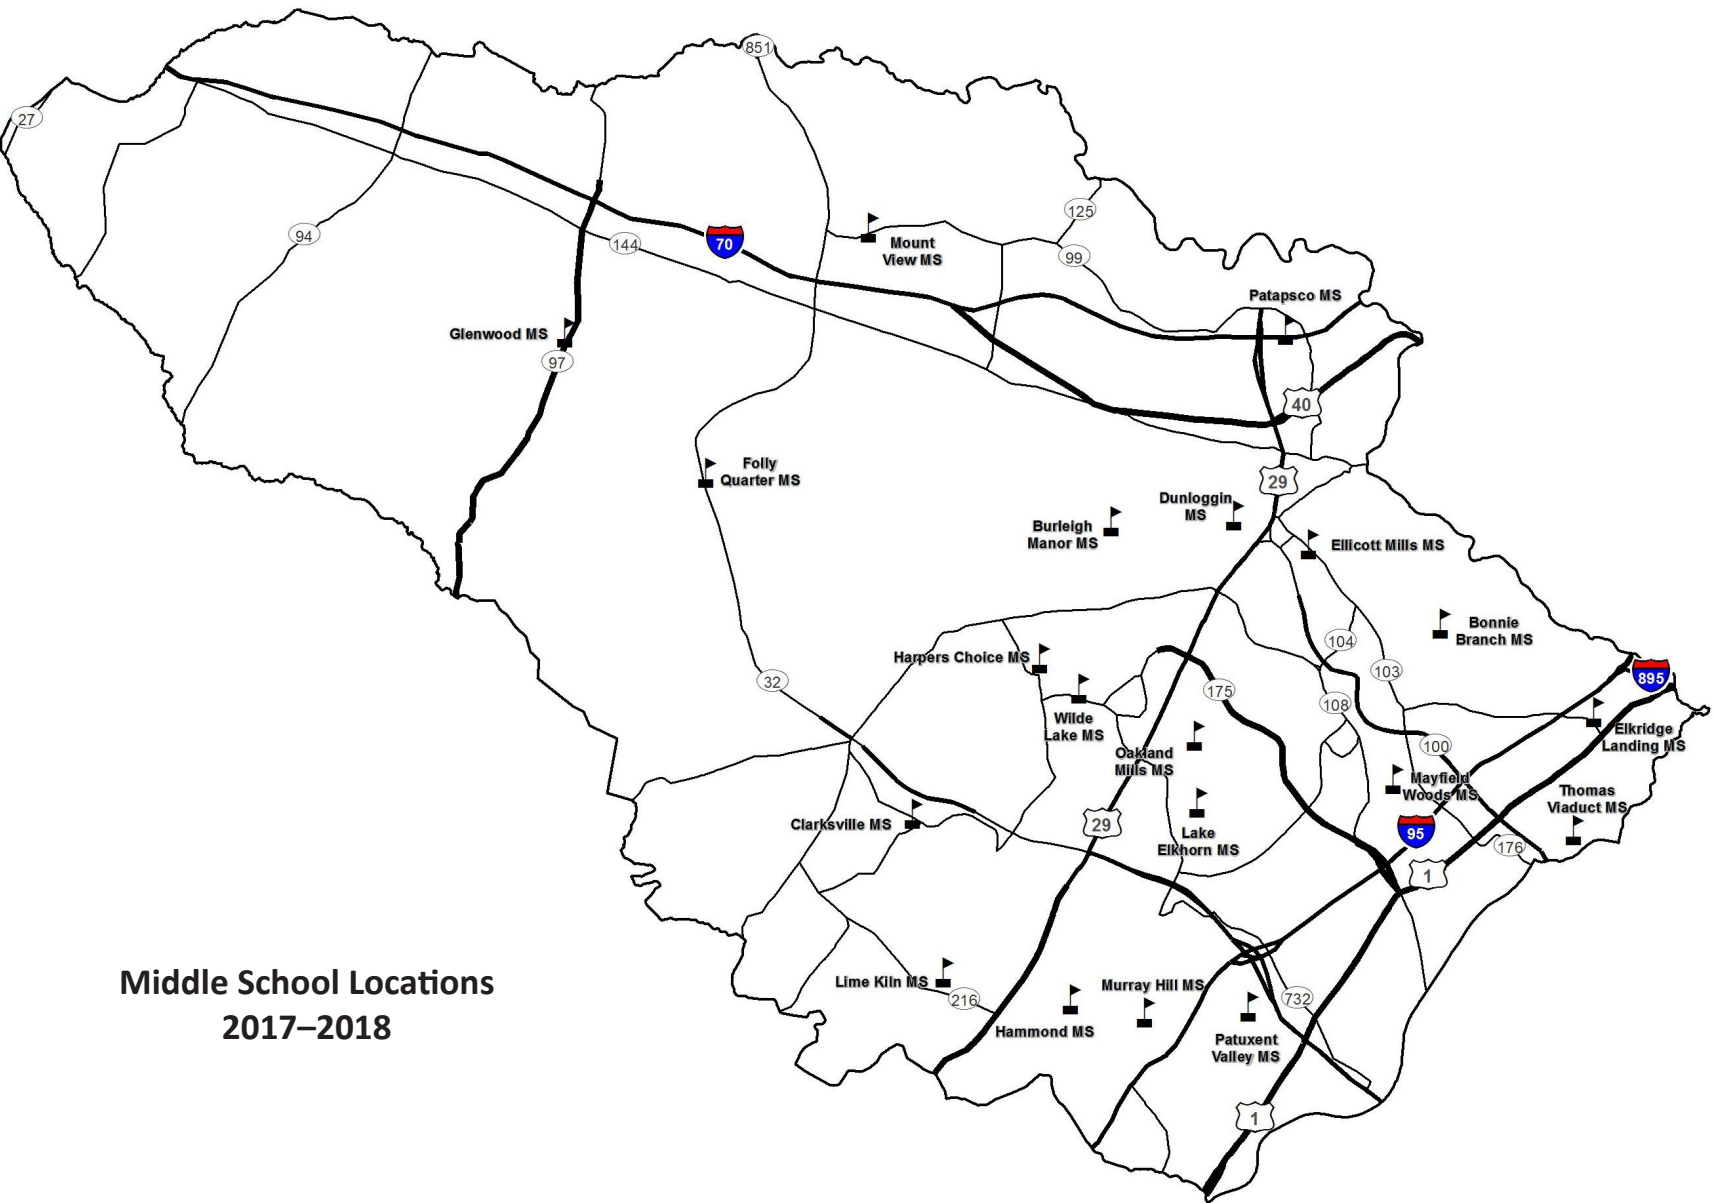 851
27
125
94
144
70
Mount
View MS
99
Patapsco MS
Glenwood MS
97
40
Folly
Quarter MS
29
Dunloggin
MS
Burleigh
Manor MS
Ellicott Mills MS
Bonnie
Branch MS
104
Harpers Choice MS
103
895
32
175
108
Wilde
Lake MS
Elkridge
Landing MS
Oakland
Mills MS
100
Mayfield
Woods MS
Thomas
Viaduct MS
Clarksville MS
29
95
Lake
Elkhorn MS
176
1
Lime Kiln MS
216
Murray Hill MS
732
Hammond MS
Patuxent
Valley MS
1
Middle School Locations
2017–2018